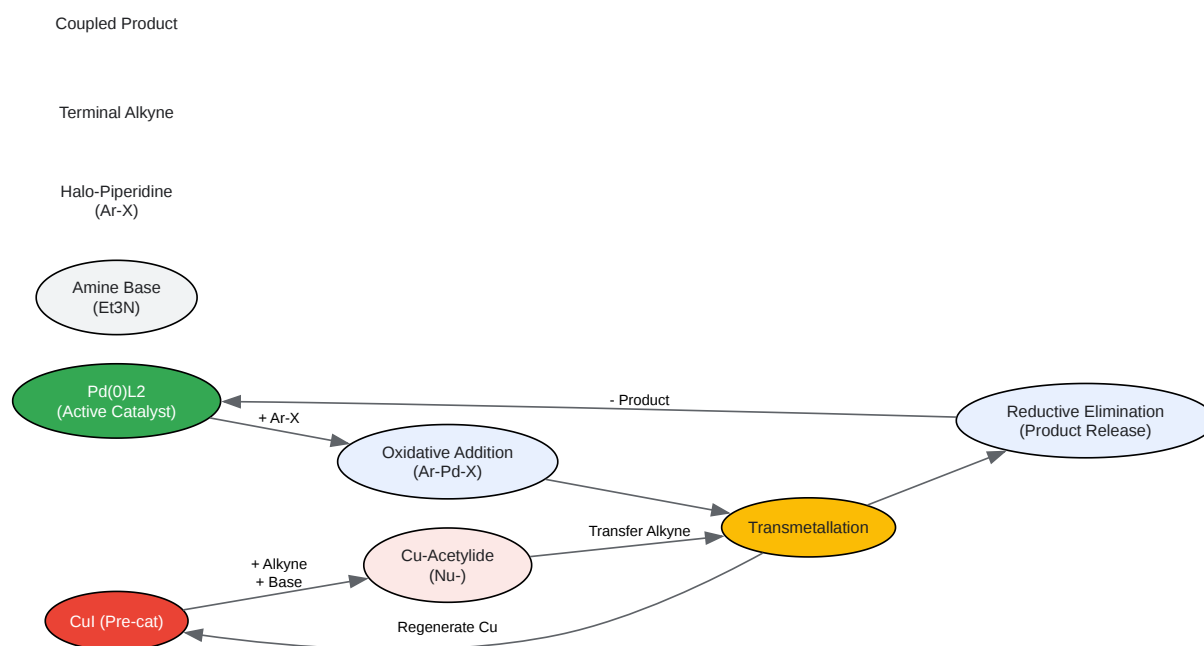 Coupled Product
Terminal Alkyne
Halo-Piperidine
(Ar-X)
Amine Base
(Et3N)
Pd(0)L2
(Active Catalyst)
+ Ar-X
- Product
Reductive Elimination
(Product Release)
Oxidative Addition
(Ar-Pd-X)
Transmetallation
Transfer Alkyne
Cu-Acetylide
(Nu-)
+ Alkyne
+ Base
CuI (Pre-cat)
Regenerate Cu